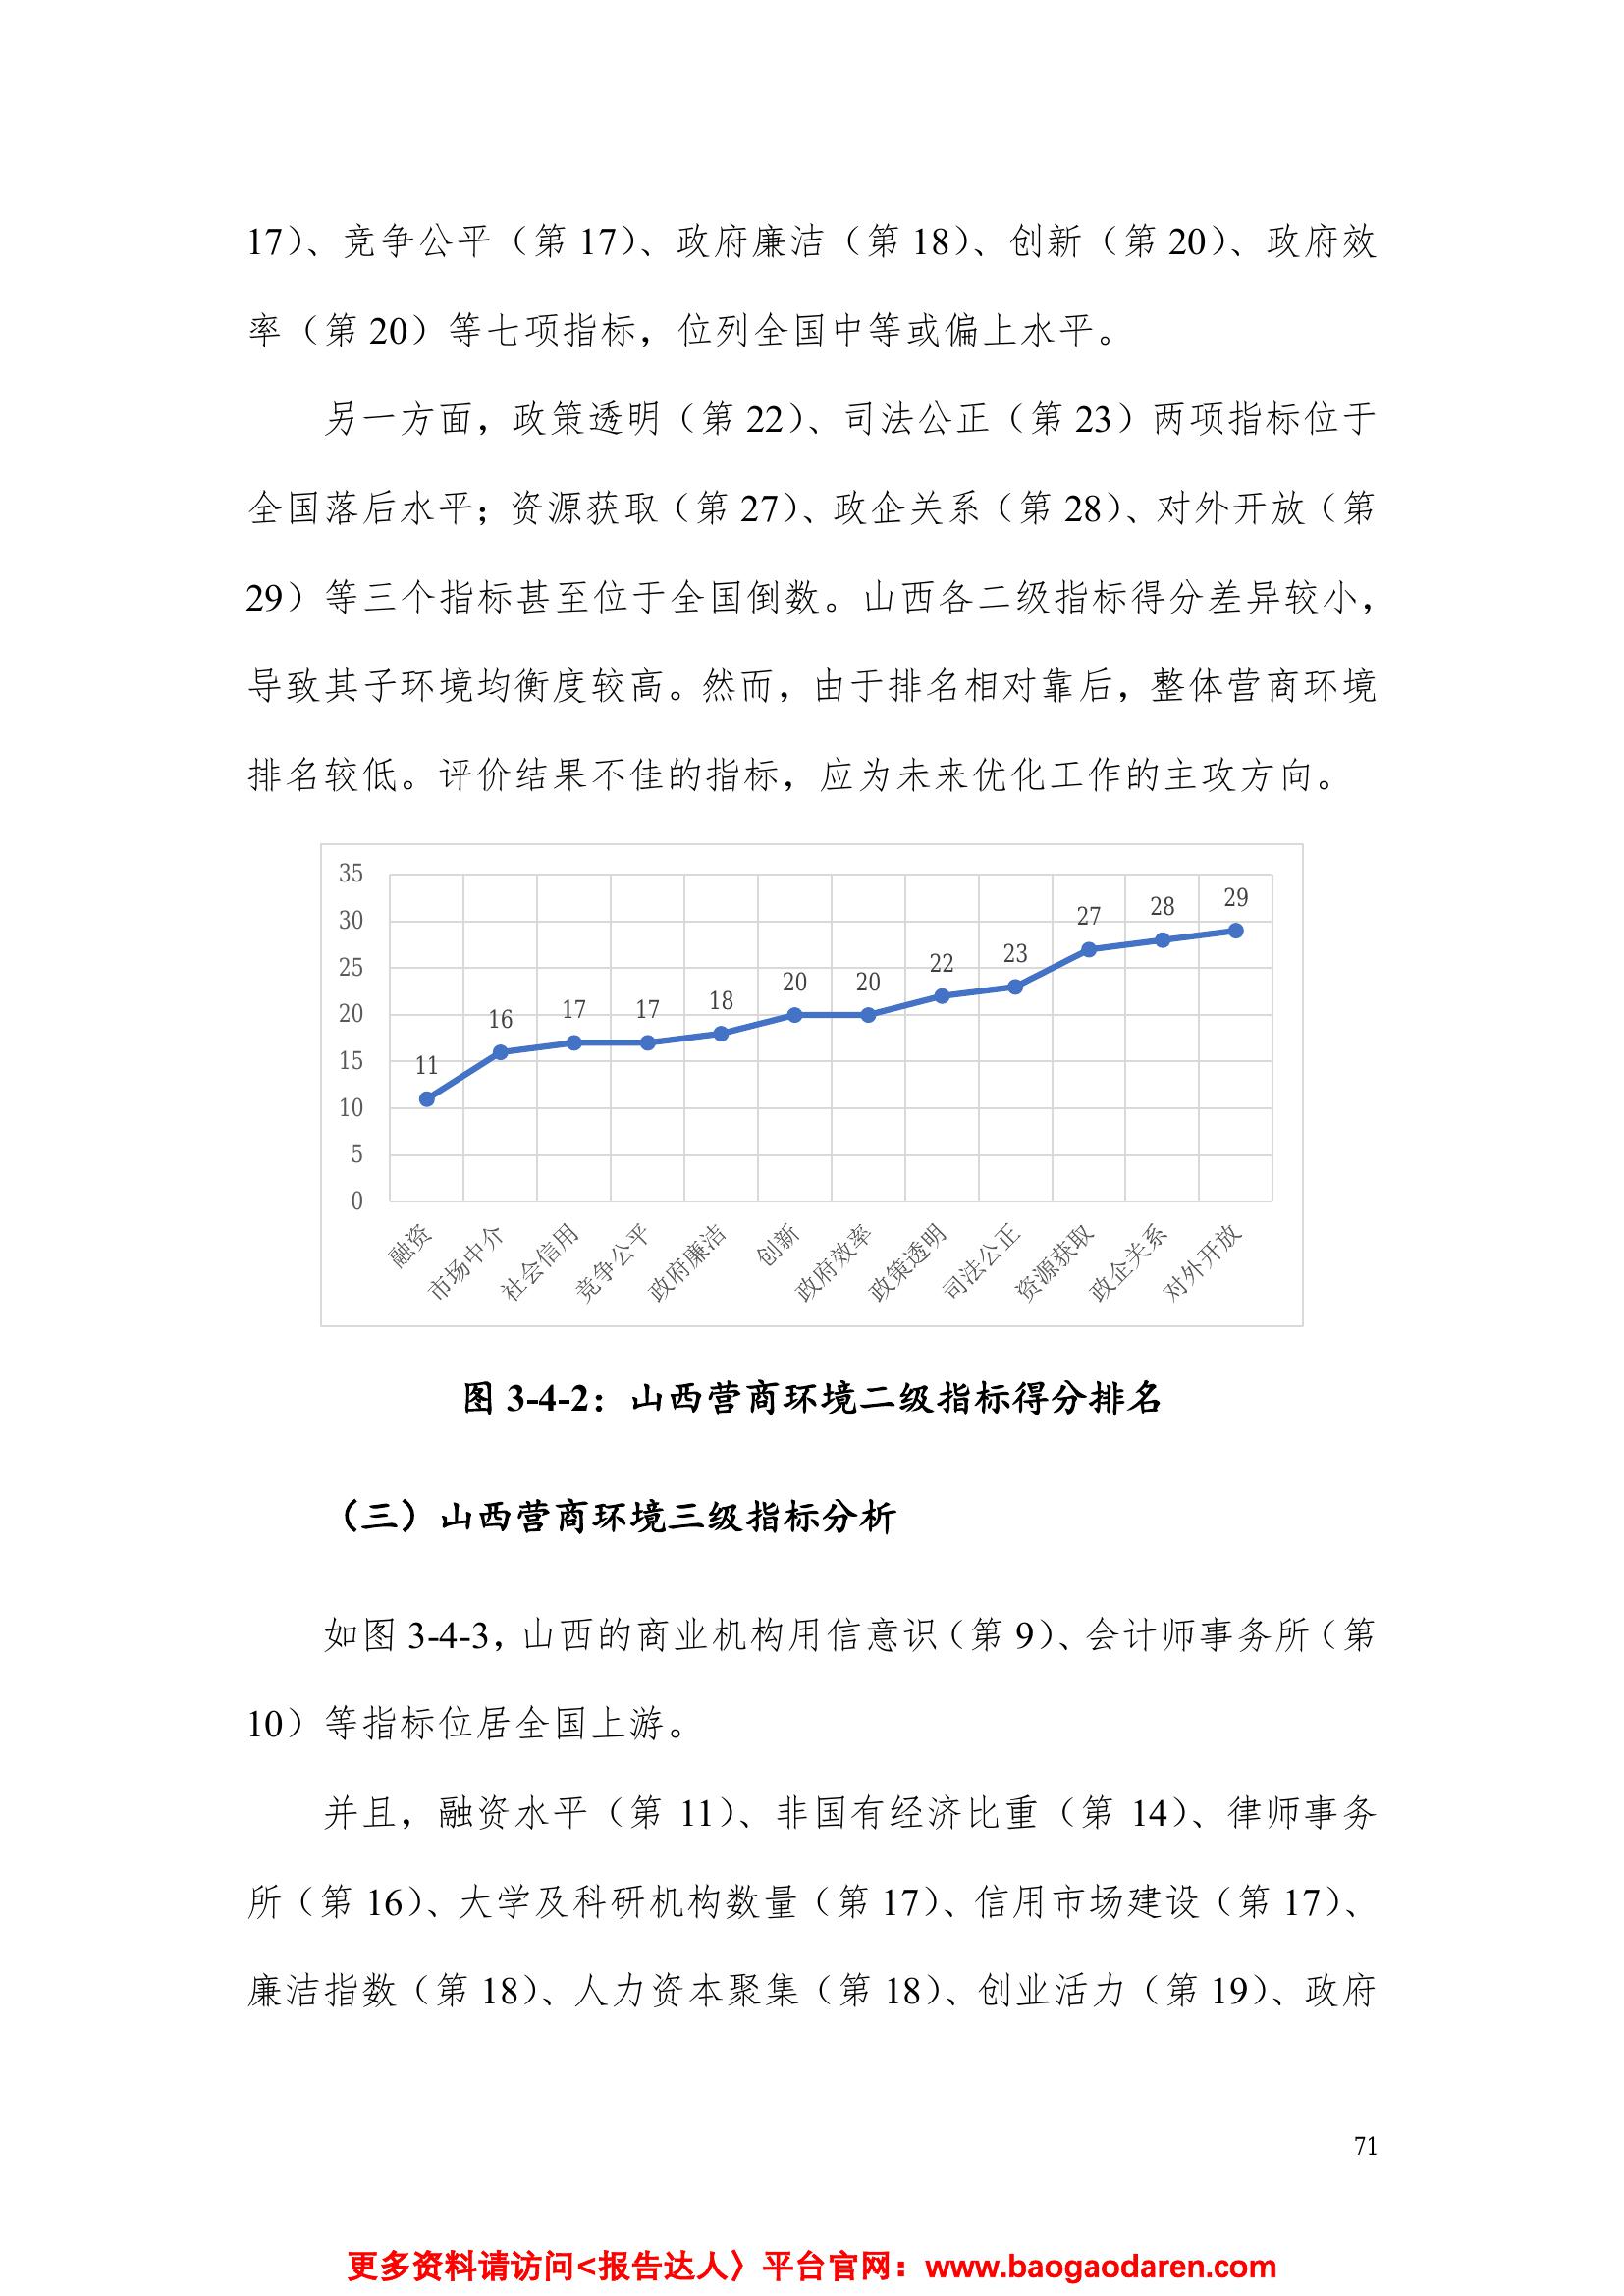 17）、竞争公平（第 17）、政府廉洁（第 18）、创新（第 20）、政府效
率（第 20）等七项指标，位列全国中等或偏上水平。
另一方面，政策透明（第 22）、司法公正（第 23）两项指标位于
全国落后水平；资源获取（第 27）、政企关系（第 28）、对外开放（第
29）等三个指标甚至位于全国倒数。山西各二级指标得分差异较小，
导致其子环境均衡度较高。然而，由于排名相对靠后，整体营商环境
排名较低。评价结果不佳的指标，应为未来优化工作的主攻方向。
35
30
25
20
15
10
5
0
11
16
17
17
18
20
20
22
23
27
28
29
融资
市场中介
社会信用
竞争公平
政府廉洁
创新
政府效率
政策透明
司法公正
资源获取
政企关系
对外开放
图 3-4-2：山西营商环境二级指标得分排名
（三）山西营商环境三级指标分析
如图 3-4-3，山西的商业机构用信意识（第 9）、会计师事务所（第
10）等指标位居全国上游。
并且，融资水平（第 11）、非国有经济比重（第 14）、律师事务
所（第 16）、大学及科研机构数量（第 17）、信用市场建设（第 17）、
廉洁指数（第 18）、人力资本聚集（第 18）、创业活力（第 19）、政府
71
更多资料请访问<报告达人〉平台官网：www.baogaodaren.com